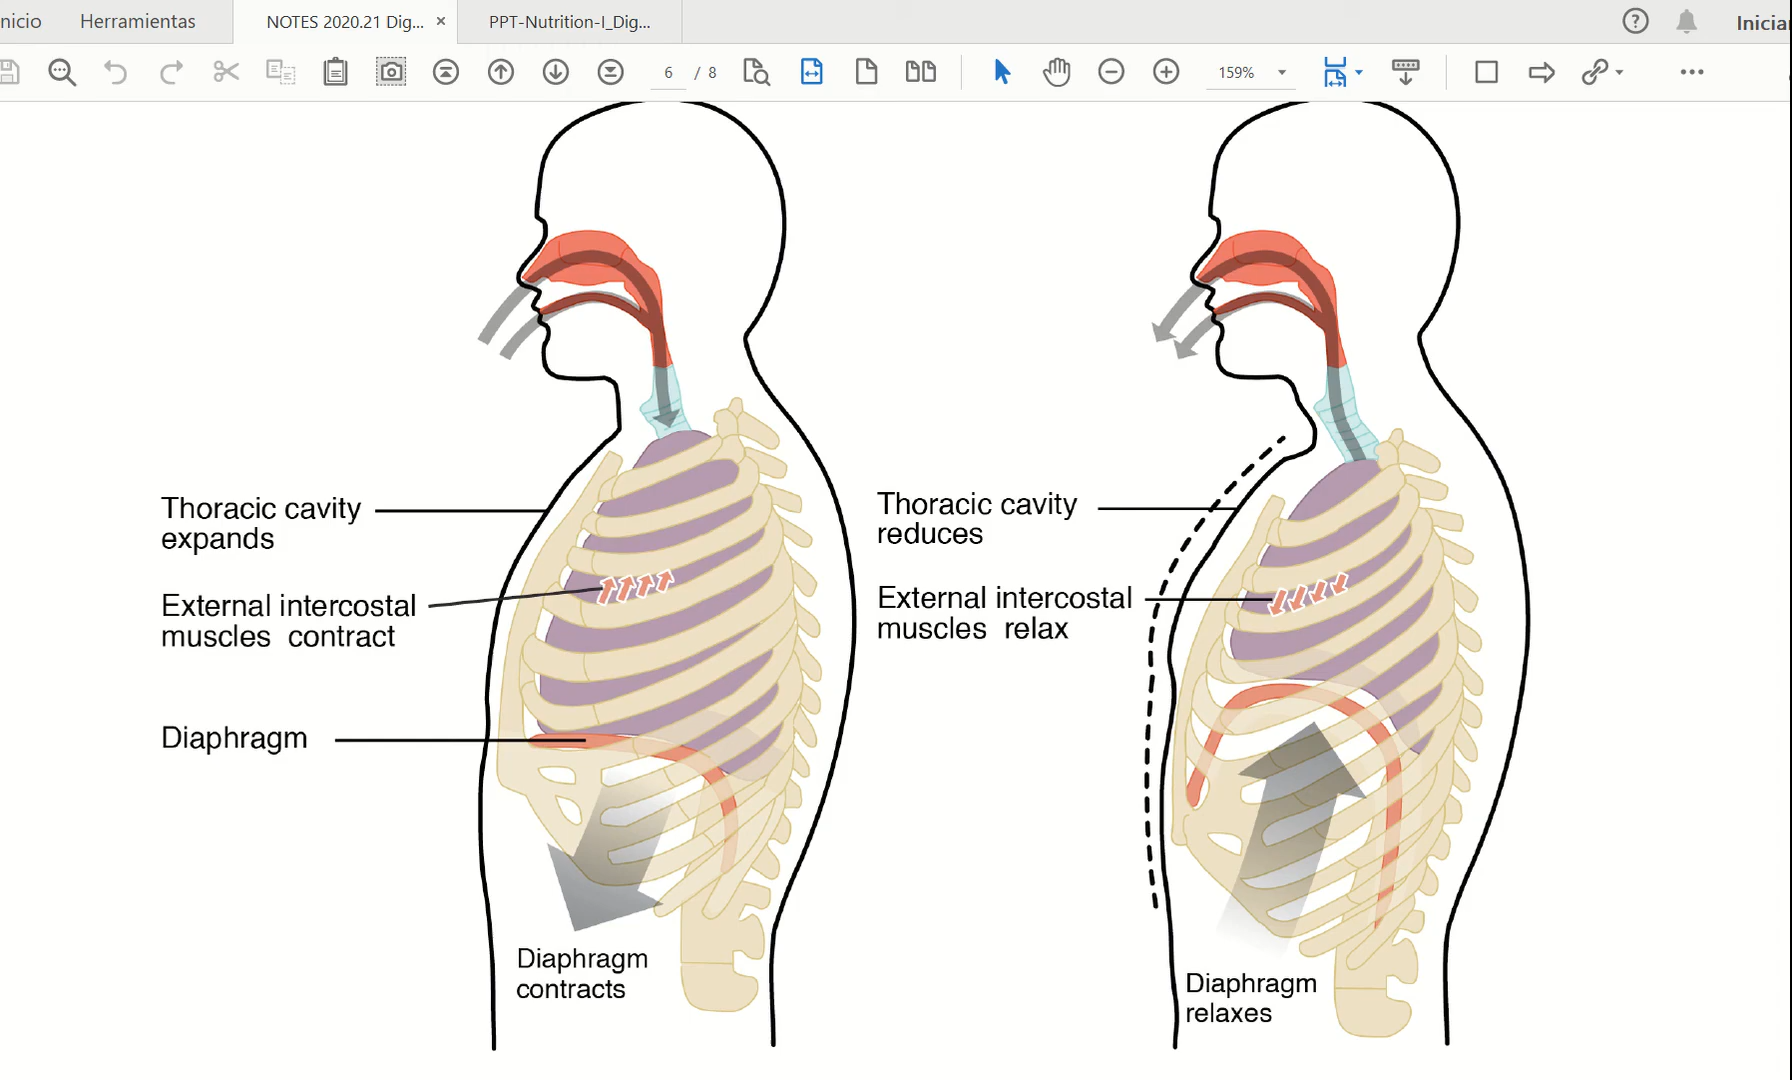 nicio
Herramientas
NOTES 2020.21 Dig... ×
PPT-Nutrition-I_Dig...
Inicia
6 / 8
159%
Thoracic cavity
expands
External intercostal
muscles contract
Diaphragm
Diaphragm
contracts
Thoracic cavity
reduces
External intercostal
muscles relax
Diaphragm
relaxes